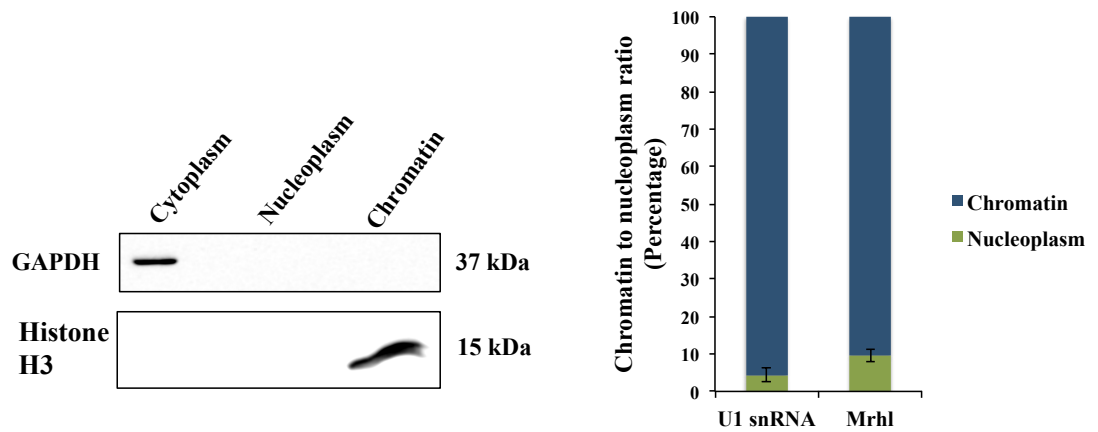 Cytoplasm
Nucleoplasm
Chromatin
GAPDH
37 kDa
Histone
H3
15 kDa
Chromatin to nucleoplasm ratio
(Percentage)
100
90
80
70
60
50
40
30
20
10
0
U1 snRNA
Mrhl
Chromatin
Nucleoplasm